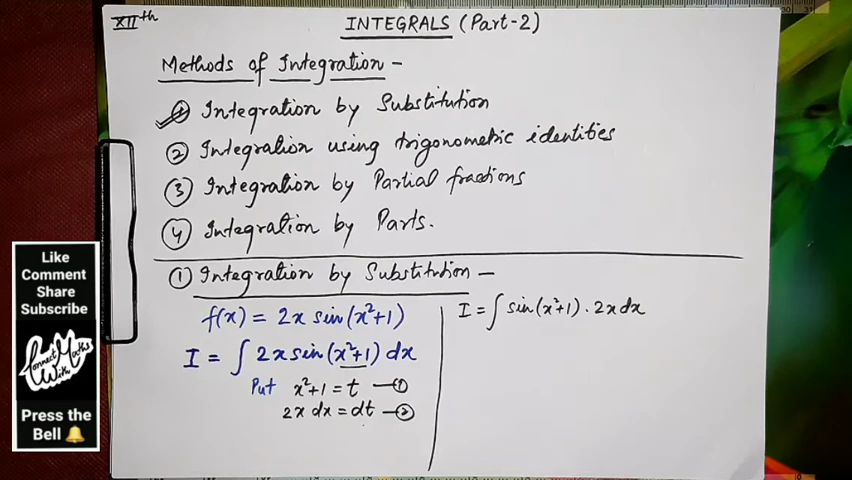 XIIth
INTEGRALS (Part-2)
Methods of Integration -
① Integration by Substitution
② Integration using trigonometric identities
③ Integration by Partial fractions
④ Integration by Parts.
① Integration by Substitution -
f(x) = 2x sin(x²+1)
I = ∫ 2x sin(x²+1) dx
Put x²+1 = t —①
2x dx = dt —②
I = ∫ sin(x²+1) . 2x dx
Like
Comment
Share
Subscribe
Connect
With
Maths
Press the
Bell 🔔